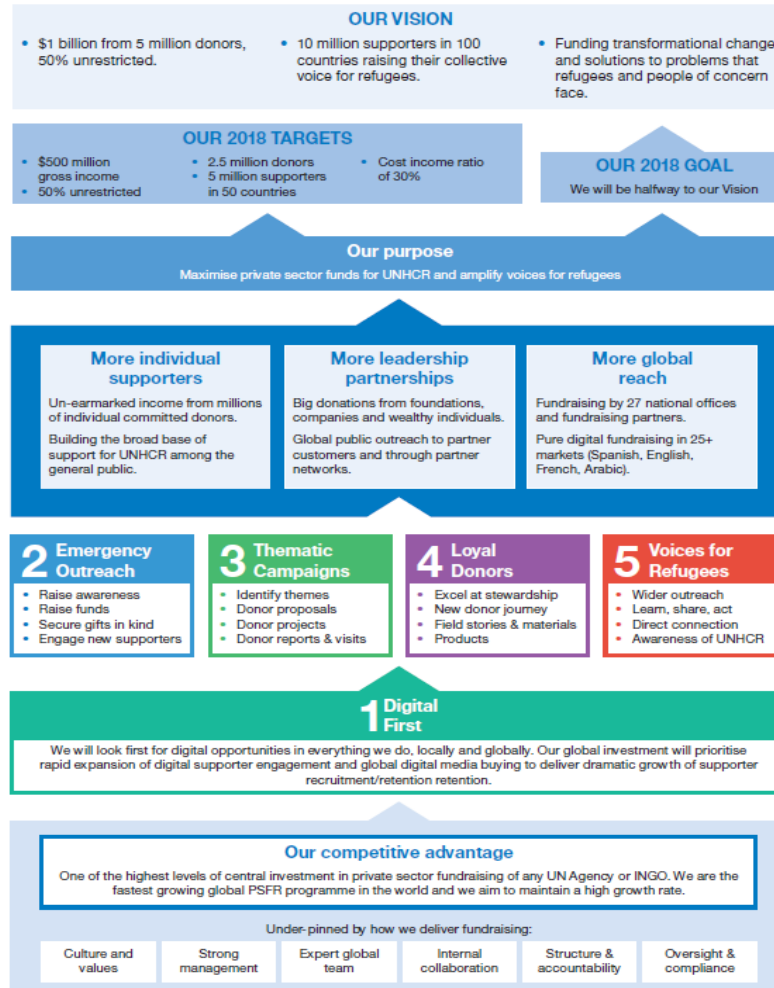 OUR VISION
• $1 billion from 5 million donors,
50% unrestricted.
• 10 million supporters in 100
countries raising their collective
voice for refugees.
• Funding transformational change
and solutions to problems that
refugees and people of concern
face.
OUR 2018 TARGETS
• $500 million
gross income
• 50% unrestricted
• 2.5 million donors
• 5 million supporters
in 50 countries
• Cost income ratio
of 30%
OUR 2018 GOAL
We will be halfway to our Vision
Our purpose
Maximise private sector funds for UNHCR and amplify voices for refugees
More individual
supporters
Un-earmarked income from millions
of individual committed donors.
Building the broad base of
support for UNHCR among the
general public.
More leadership
partnerships
Big donations from foundations,
companies and wealthy individuals.
Global public outreach to partner
customers and through partner
networks.
More global
reach
Fundraising by 27 national offices
and fundraising partners.
Pure digital fundraising in 25+
markets (Spanish, English,
French, Arabic).
2 Emergency
Outreach
• Raise awareness
• Raise funds
• Secure gifts in kind
• Engage new supporters
3 Thematic
Campaigns
• Identify themes
• Donor proposals
• Donor projects
• Donor reports & visits
4 Loyal
Donors
• Excel at stewardship
• New donor journey
• Field stories & materials
• Products
5 Voices for
Refugees
• Wider outreach
• Learn, share, act
• Direct connection
• Awareness of UNHCR
1 Digital
First
We will look first for digital opportunities in everything we do, locally and globally. Our global investment will prioritise
rapid expansion of digital supporter engagement and global digital media buying to deliver dramatic growth of supporter
recruitment/retention retention.
Our competitive advantage
One of the highest levels of central investment in private sector fundraising of any UN Agency or INGO. We are the
fastest growing global PSFR programme in the world and we aim to maintain a high growth rate.
Under-pinned by how we deliver fundraising:
Culture and
values
Strong
management
Expert global
team
Internal
collaboration
Structure &
accountability
Oversight &
compliance